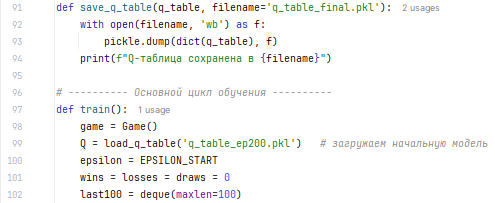 91 def save_q_table(q_table, filename='q_table_final.pkl'): 2 usages
92 with open(filename, 'wb') as f:
93 pickle.dump(dict(q_table), f)
94 print(f"Q-таблица сохранена в {filename}")
95
96 # ---------- Основной цикл обучения ----------
97 def train(): 1 usage
98 game = Game()
99 Q = load_q_table('q_table_ep200.pkl') # загружаем начальную модель
100 epsilon = EPSILON_START
101 wins = losses = draws = 0
102 last100 = deque(maxlen=100)